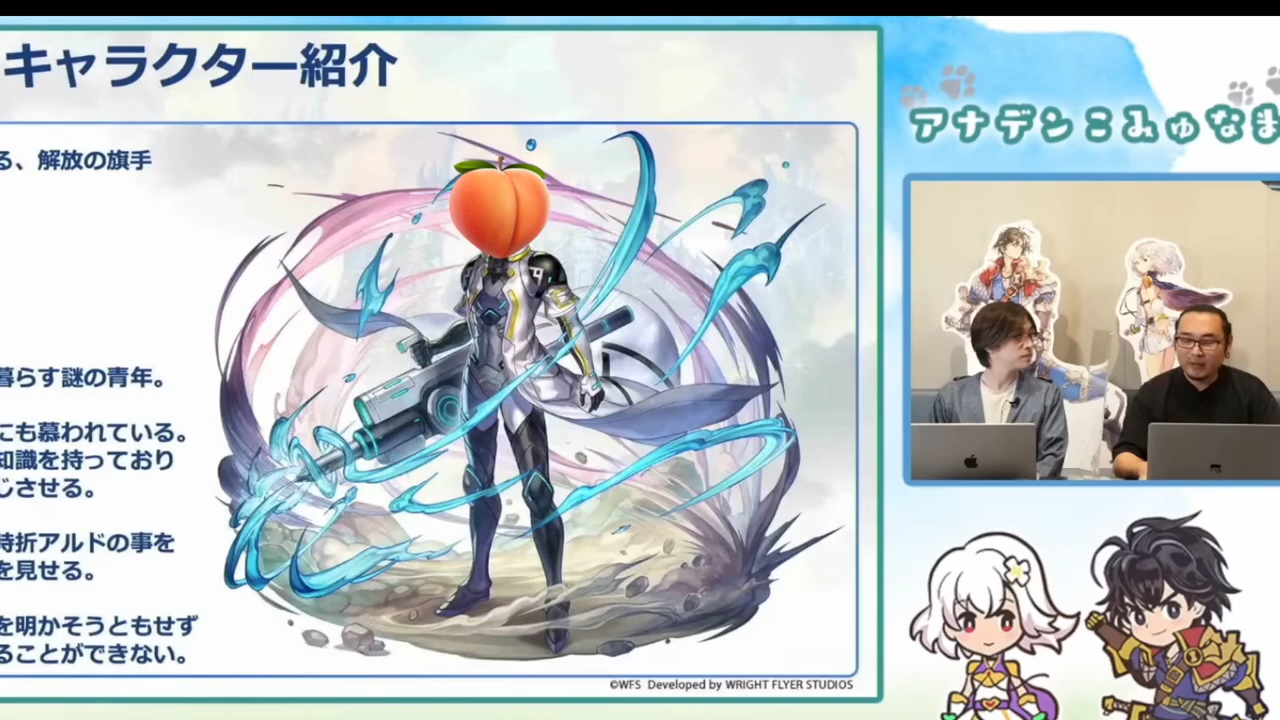 キャラクター紹介
る、解放の旗手
暮らす謎の青年。
にも慕われている。
知識を持っており
じさせる。
時折アルドの事を
を見せる。
を明かそうともせず
ることができない。
©WFS Developed by WRIGHT FLYER STUDIOS
アナデンこみゅなま